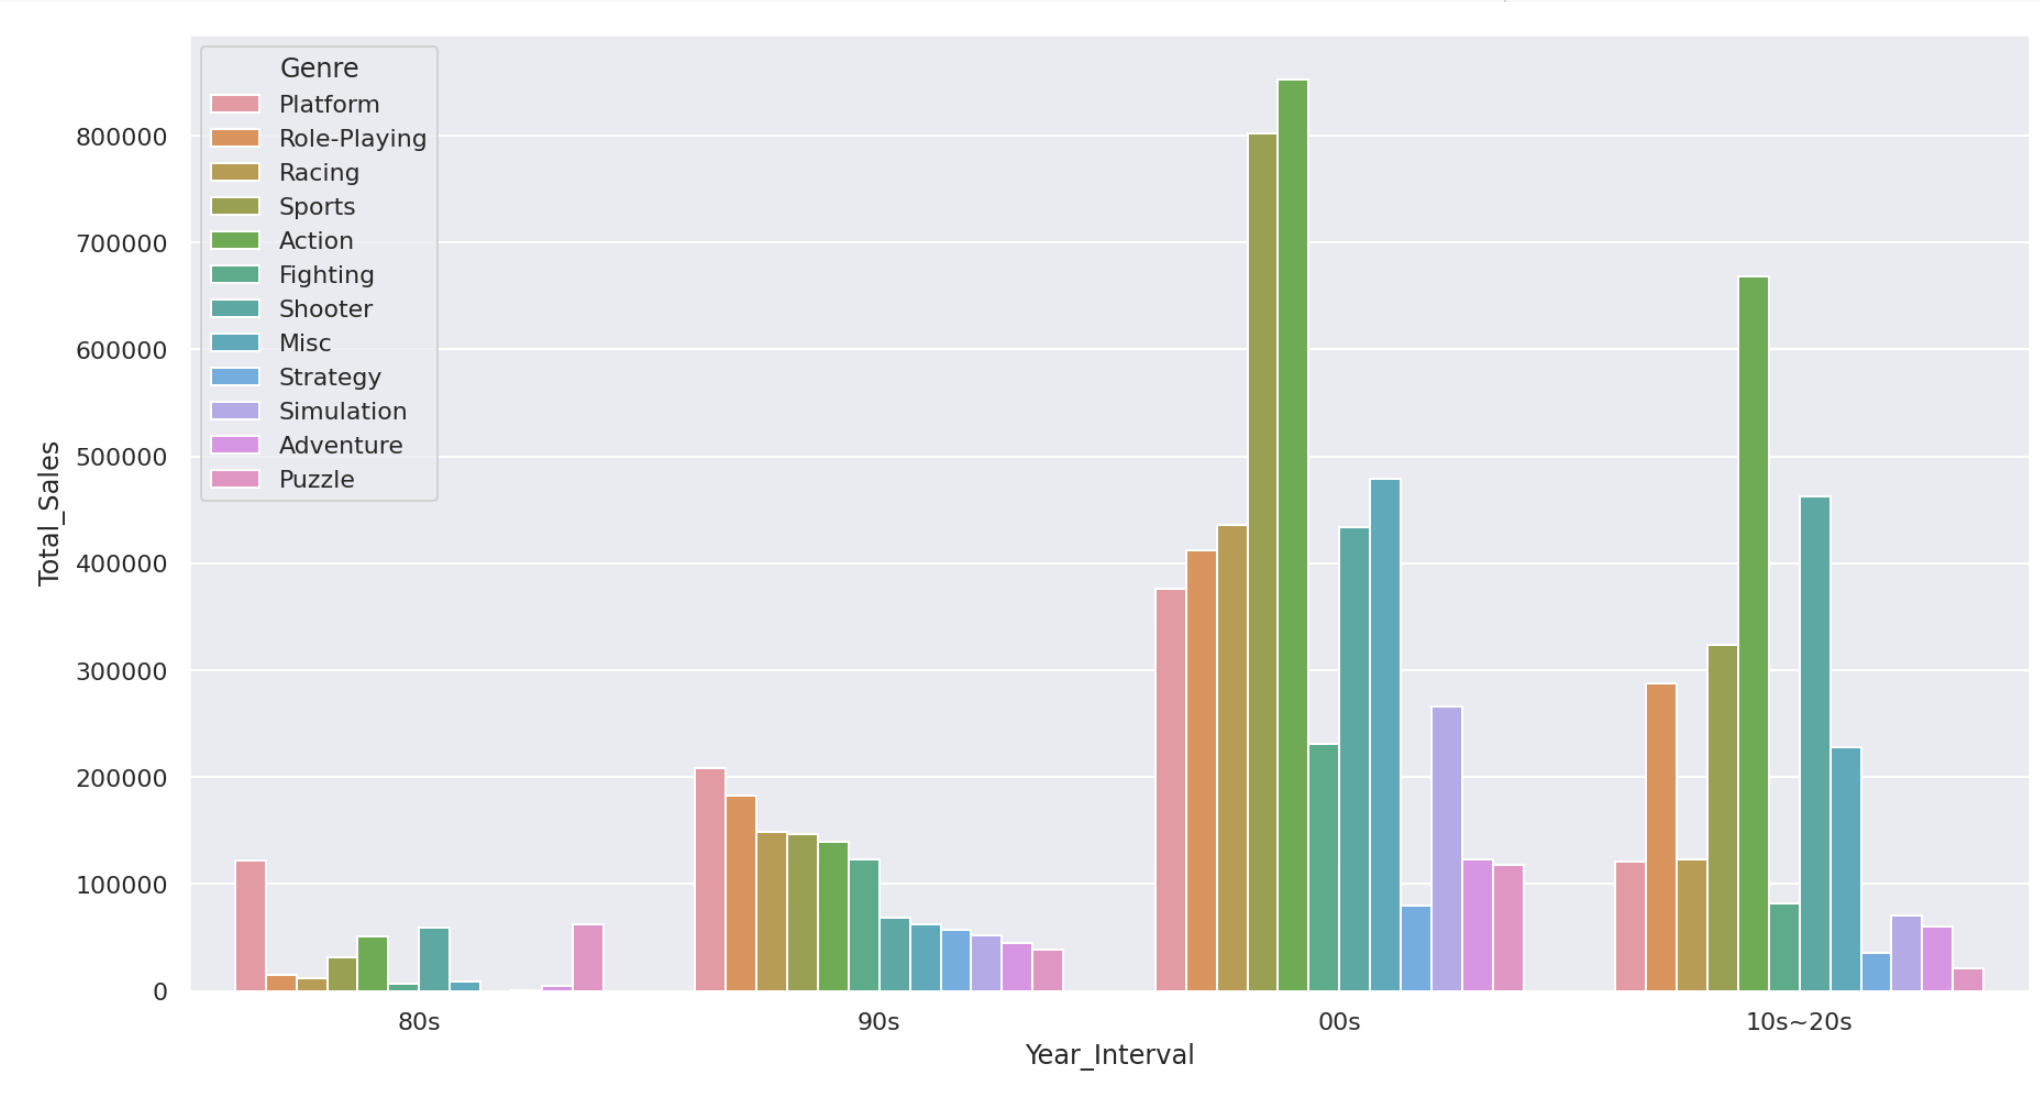 Genre
Platform
Role-Playing
Racing
Sports
Action
Fighting
Shooter
Misc
Strategy
Simulation
Adventure
Puzzle
Total_Sales
800000
700000
600000
500000
400000
300000
200000
100000
0
80s
90s
00s
10s~20s
Year_Interval